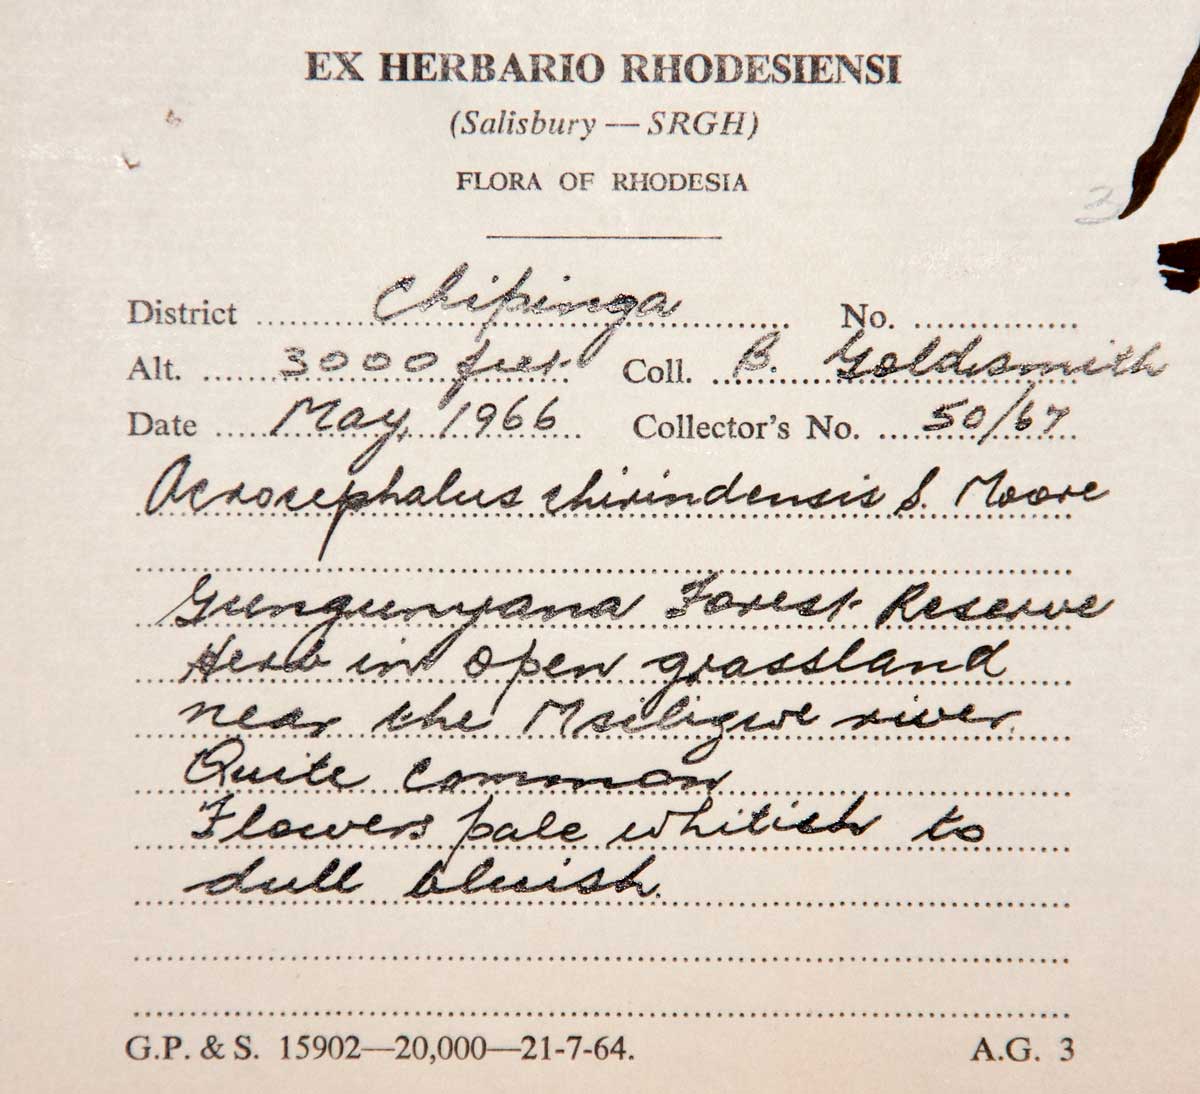 EX HERBARIO RHODESIENSI
(Salisbury — SRGH)
FLORA OF RHODESIA
2
District Chipinga No.
Alt. 3000 feet Coll. B. Goldsmith
Date May, 1966 Collector's No. 50/67
Acrocephalus chirindensis S. Moore
Gungunyana Forest Reserve
Herb in open grassland
near the Msiligwe river.
Quite common
Flowers pale whitish to
dull bluish.
G.P. & S. 15902—20,000—21-7-64. A.G. 3